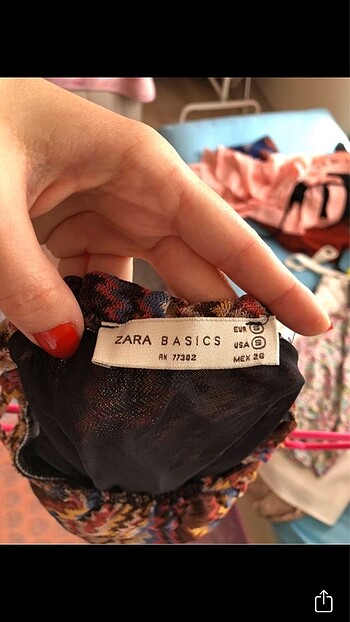 ZARA BASICS
RN 77302
EUR S
USA S
MEX 26